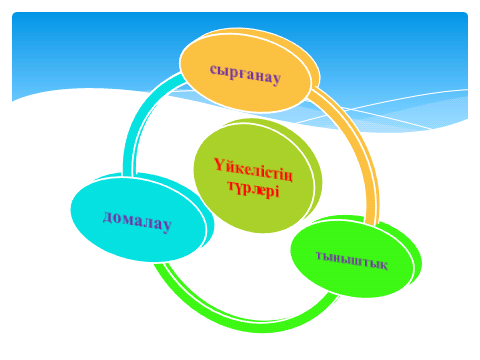 сырғанау
Үйкелістің
түрлері
домалау
тыныштық